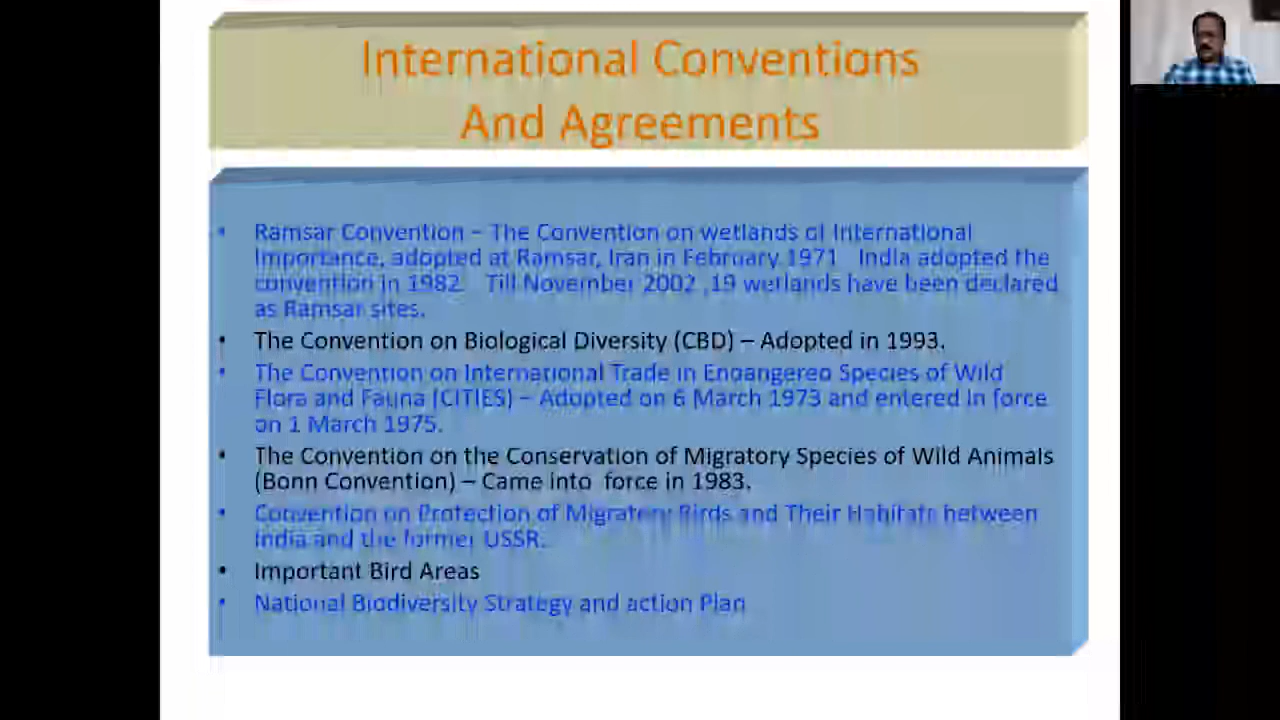 International Conventions
And Agreements
• Ramsar Convention – The Convention on wetlands of International
Importance, adopted at Ramsar, Iran in February 1971 India adopted the
convention in 1982. Till November 2002 ,19 wetlands have been declared
as Ramsar sites.
• The Convention on Biological Diversity (CBD) – Adopted in 1993.
• The Convention on International Trade in Endangered Species of Wild
Flora and Fauna (CITIES) – Adopted on 6 March 1973 and entered in force
on 1 March 1975.
• The Convention on the Conservation of Migratory Species of Wild Animals
(Bonn Convention) – Came into force in 1983.
• Convention on Protection of Migratory Birds and Their Habitats between
India and the former USSR.
• Important Bird Areas
• National Biodiversity Strategy and action Plan